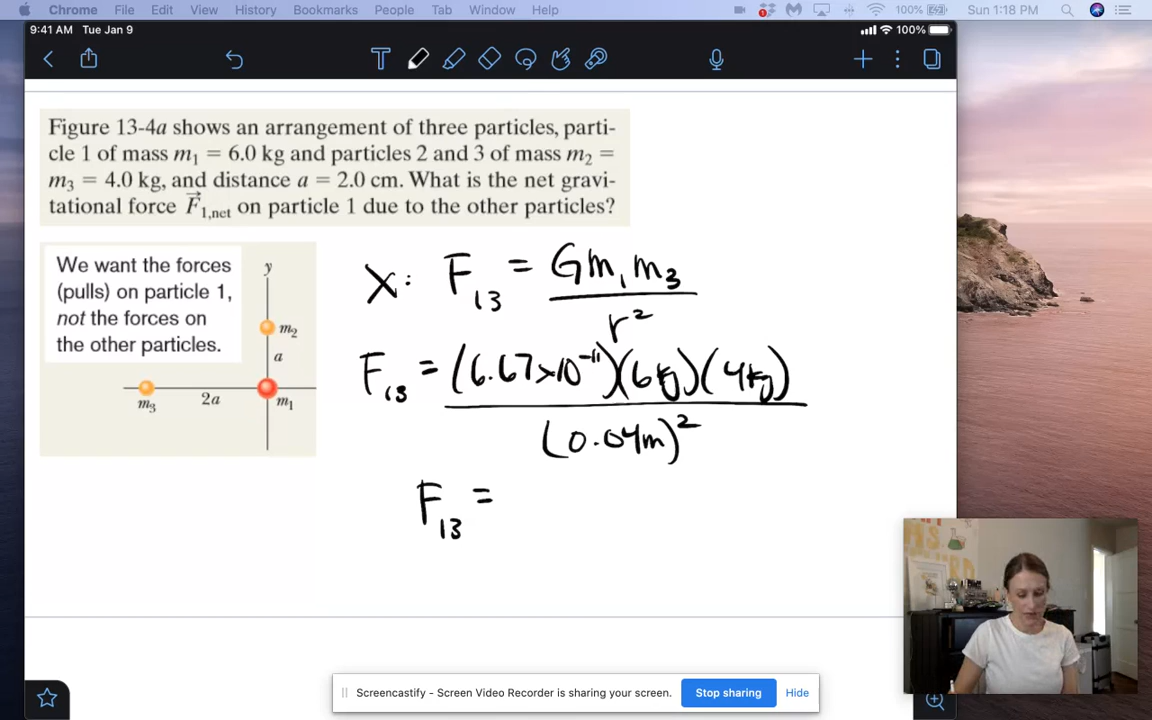 Chrome File Edit View History Bookmarks People Tab Window Help 100% Sun 1:18 PM
9:41 AM Tue Jan 9 100%
Figure 13-4a shows an arrangement of three particles, parti-
cle 1 of mass m₁ = 6.0 kg and particles 2 and 3 of mass m₂ =
m₃ = 4.0 kg, and distance a = 2.0 cm. What is the net gravi-
tational force F⃗₁,net on particle 1 due to the other particles?
We want the forces
(pulls) on particle 1,
not the forces on
the other particles.
y
m₂
a
m₃
2a
m₁
X: F₁₃ = Gm₁m₃
r²
F₁₃ = (6.67×10⁻¹¹)(6kg)(4kg)
(0.04m)²
F₁₃ =
Screencastify - Screen Video Recorder is sharing your screen. Stop sharing Hide